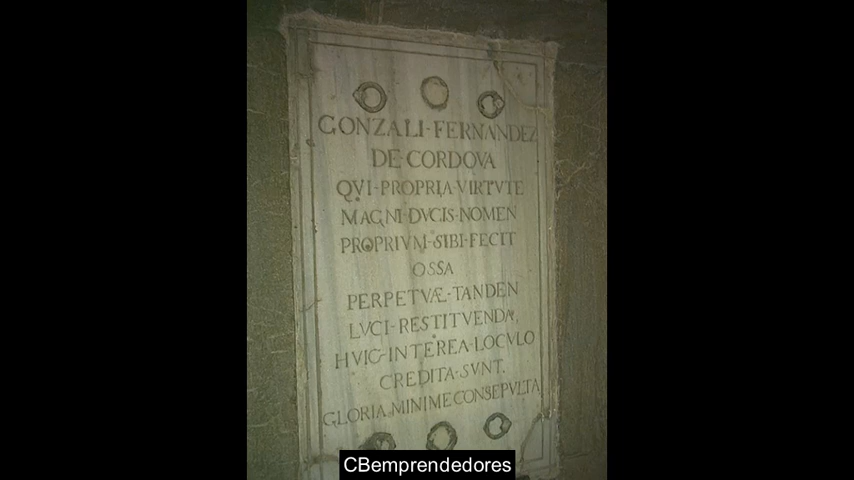 GONZALI-FERNANDEZ
DE-CORDOVA
QVI-PROPRIA-VIRTVTE
MAGNI-DVCIS-NOMEN
PROPRIVM-SIBI-FECIT
OSSA
PERPETVÆ-TANDEN
LVCI-RESTITVENDA,
HVIC-INTEREA-LOCVLO
CREDITA-SVNT.
GLORIA MINIME CONSEPVLTA
CBemprendedores